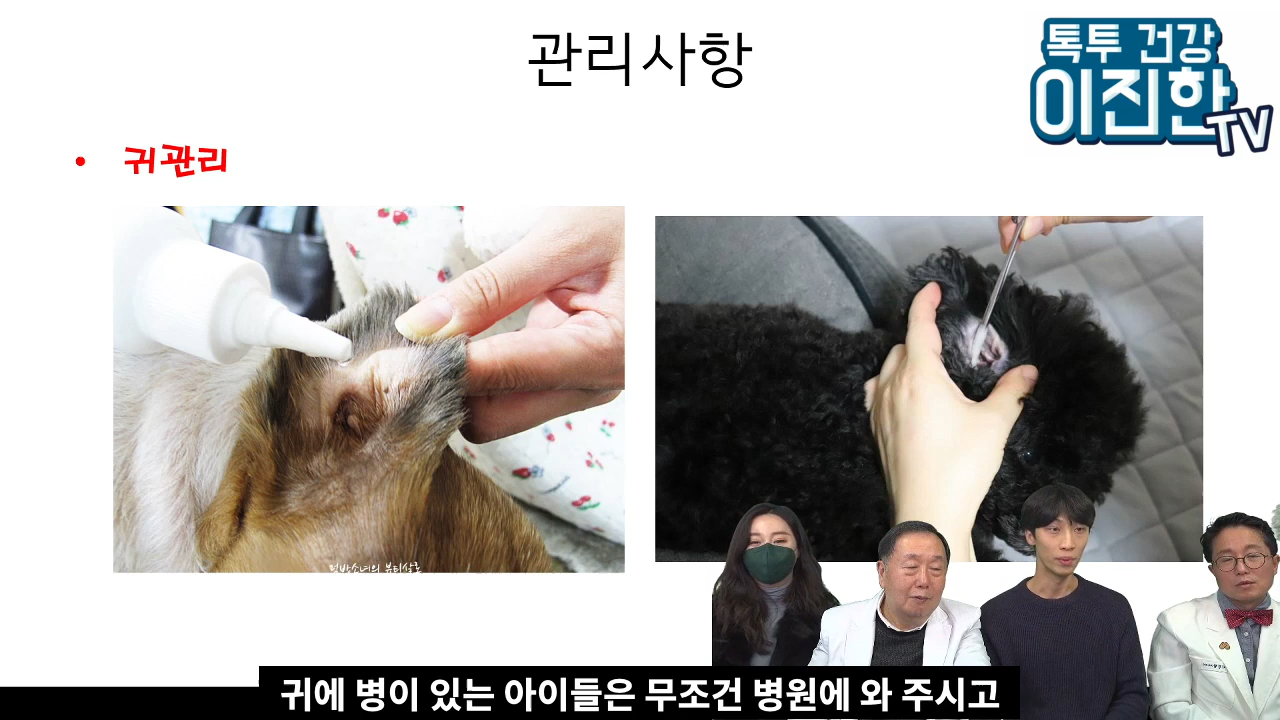 관리사항
톡투 건강
이진한
TV
• 귀관리
귀에 병이 있는 아이들은 무조건 병원에 와 주시고